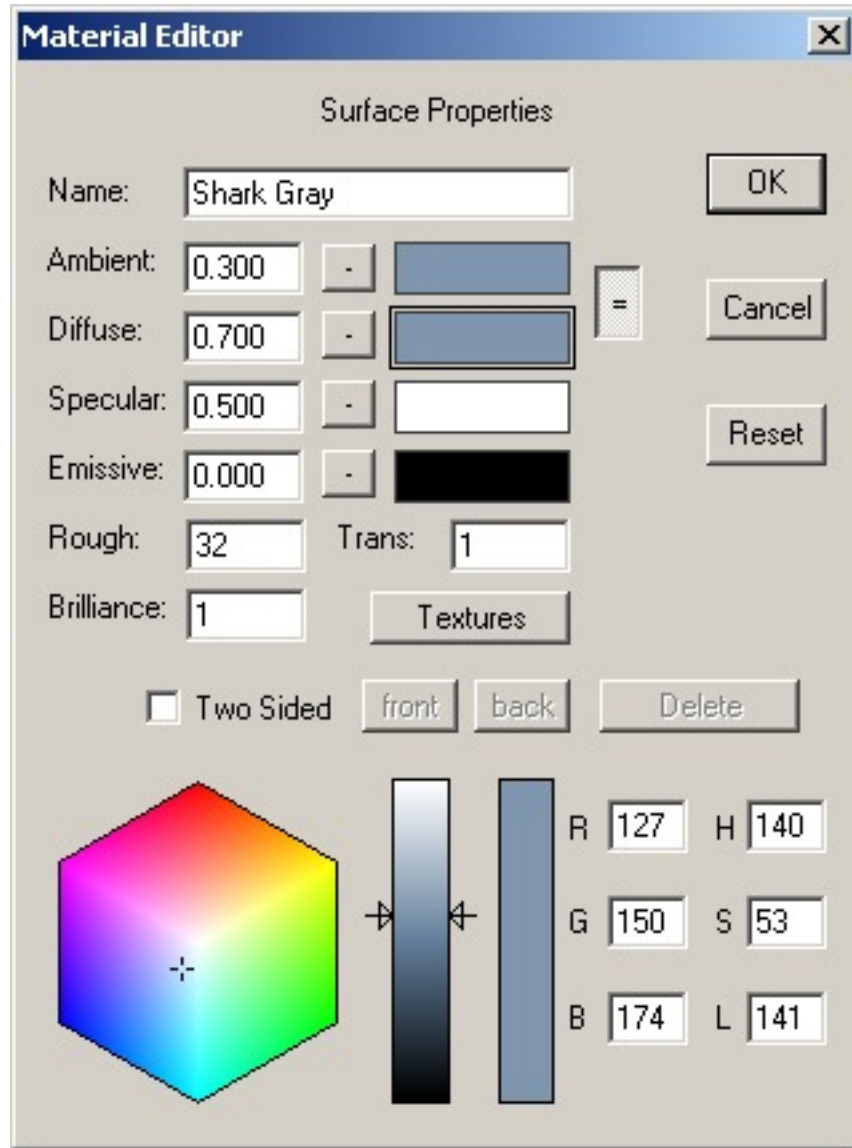 Material Editor
Surface Properties
Name: Shark Gray OK
Ambient: 0.300 -
=
Diffuse: 0.700 - Cancel
Specular: 0.500 -
Reset
Emissive: 0.000 -
Rough: 32 Trans: 1
Brilliance: 1 Textures
Two Sided front back Delete
R 127 H 140
G 150 S 53
B 174 L 141